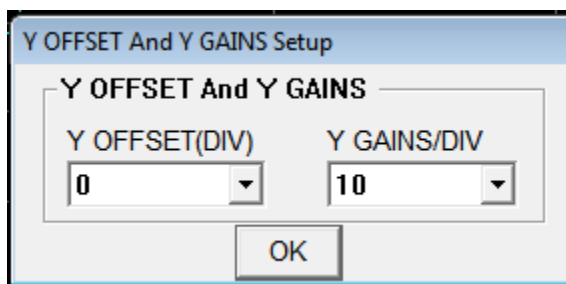 Y OFFSET And Y GAINS Setup
Y OFFSET And Y GAINS
Y OFFSET(DIV) Y GAINS/DIV
0 10
OK